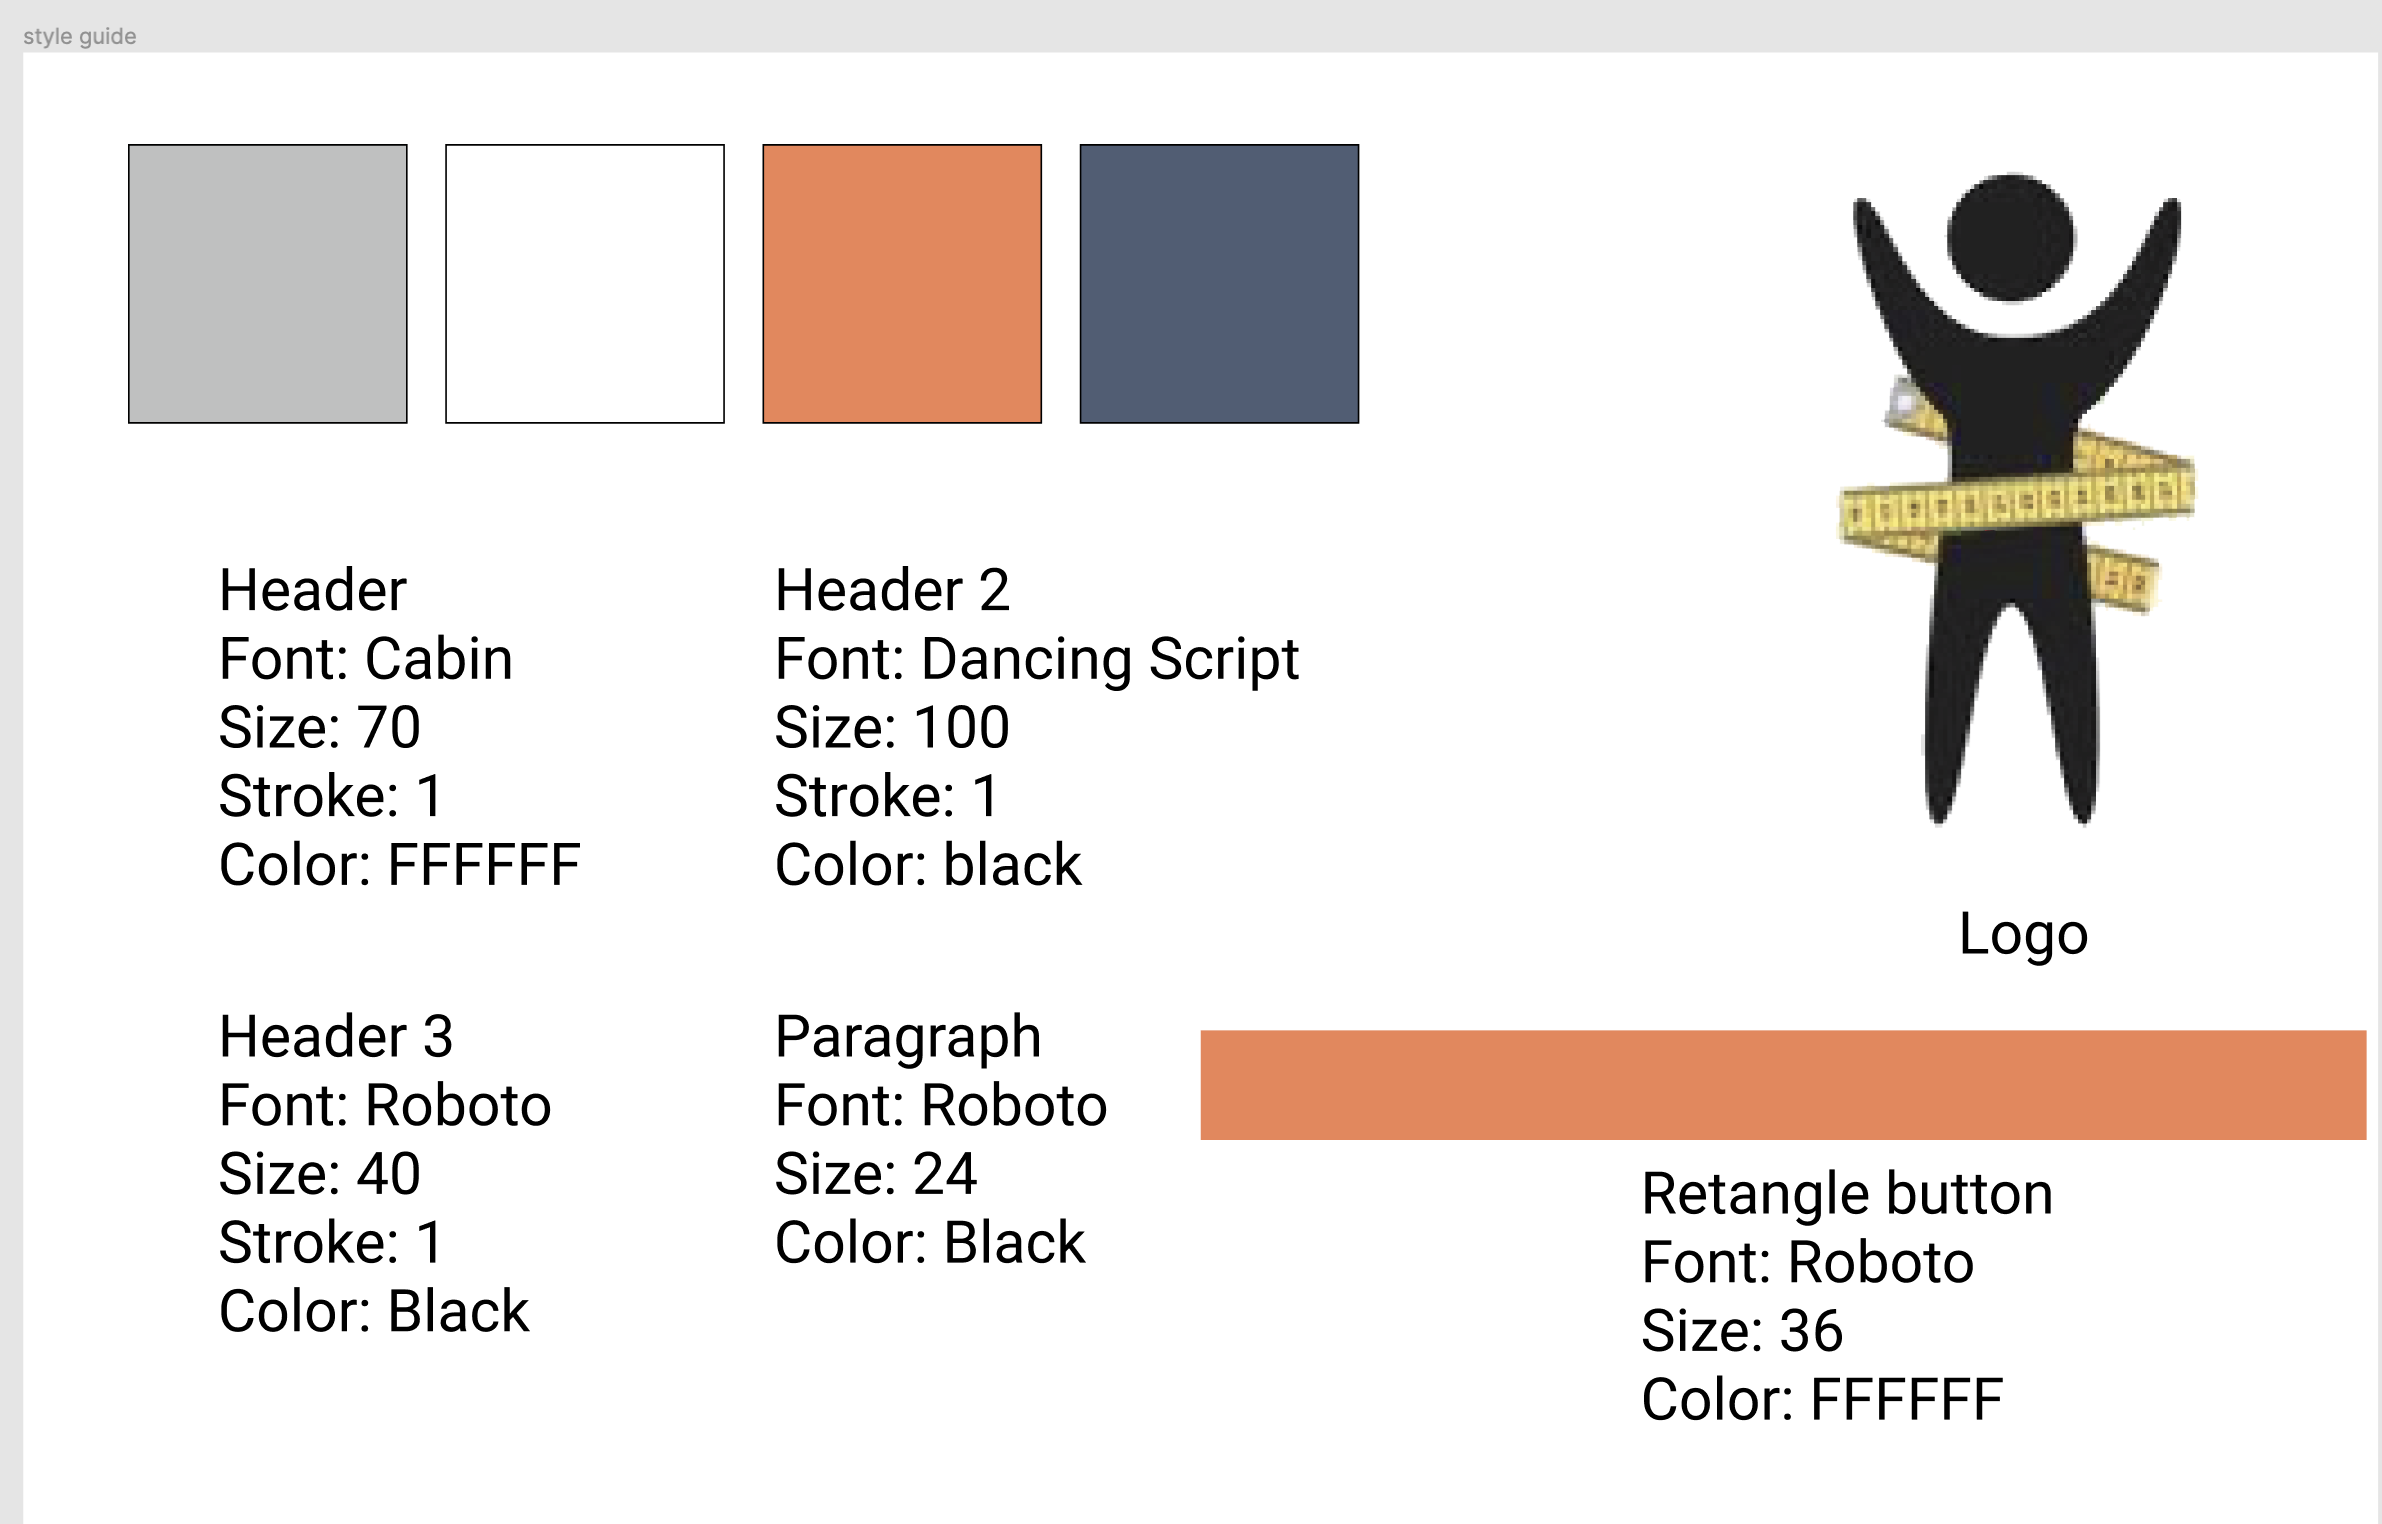 style guide
Header
Font: Cabin
Size: 70
Stroke: 1
Color: FFFFFF
Header 2
Font: Dancing Script
Size: 100
Stroke: 1
Color: black
Logo
Header 3
Font: Roboto
Size: 40
Stroke: 1
Color: Black
Paragraph
Font: Roboto
Size: 24
Color: Black
Retangle button
Font: Roboto
Size: 36
Color: FFFFFF